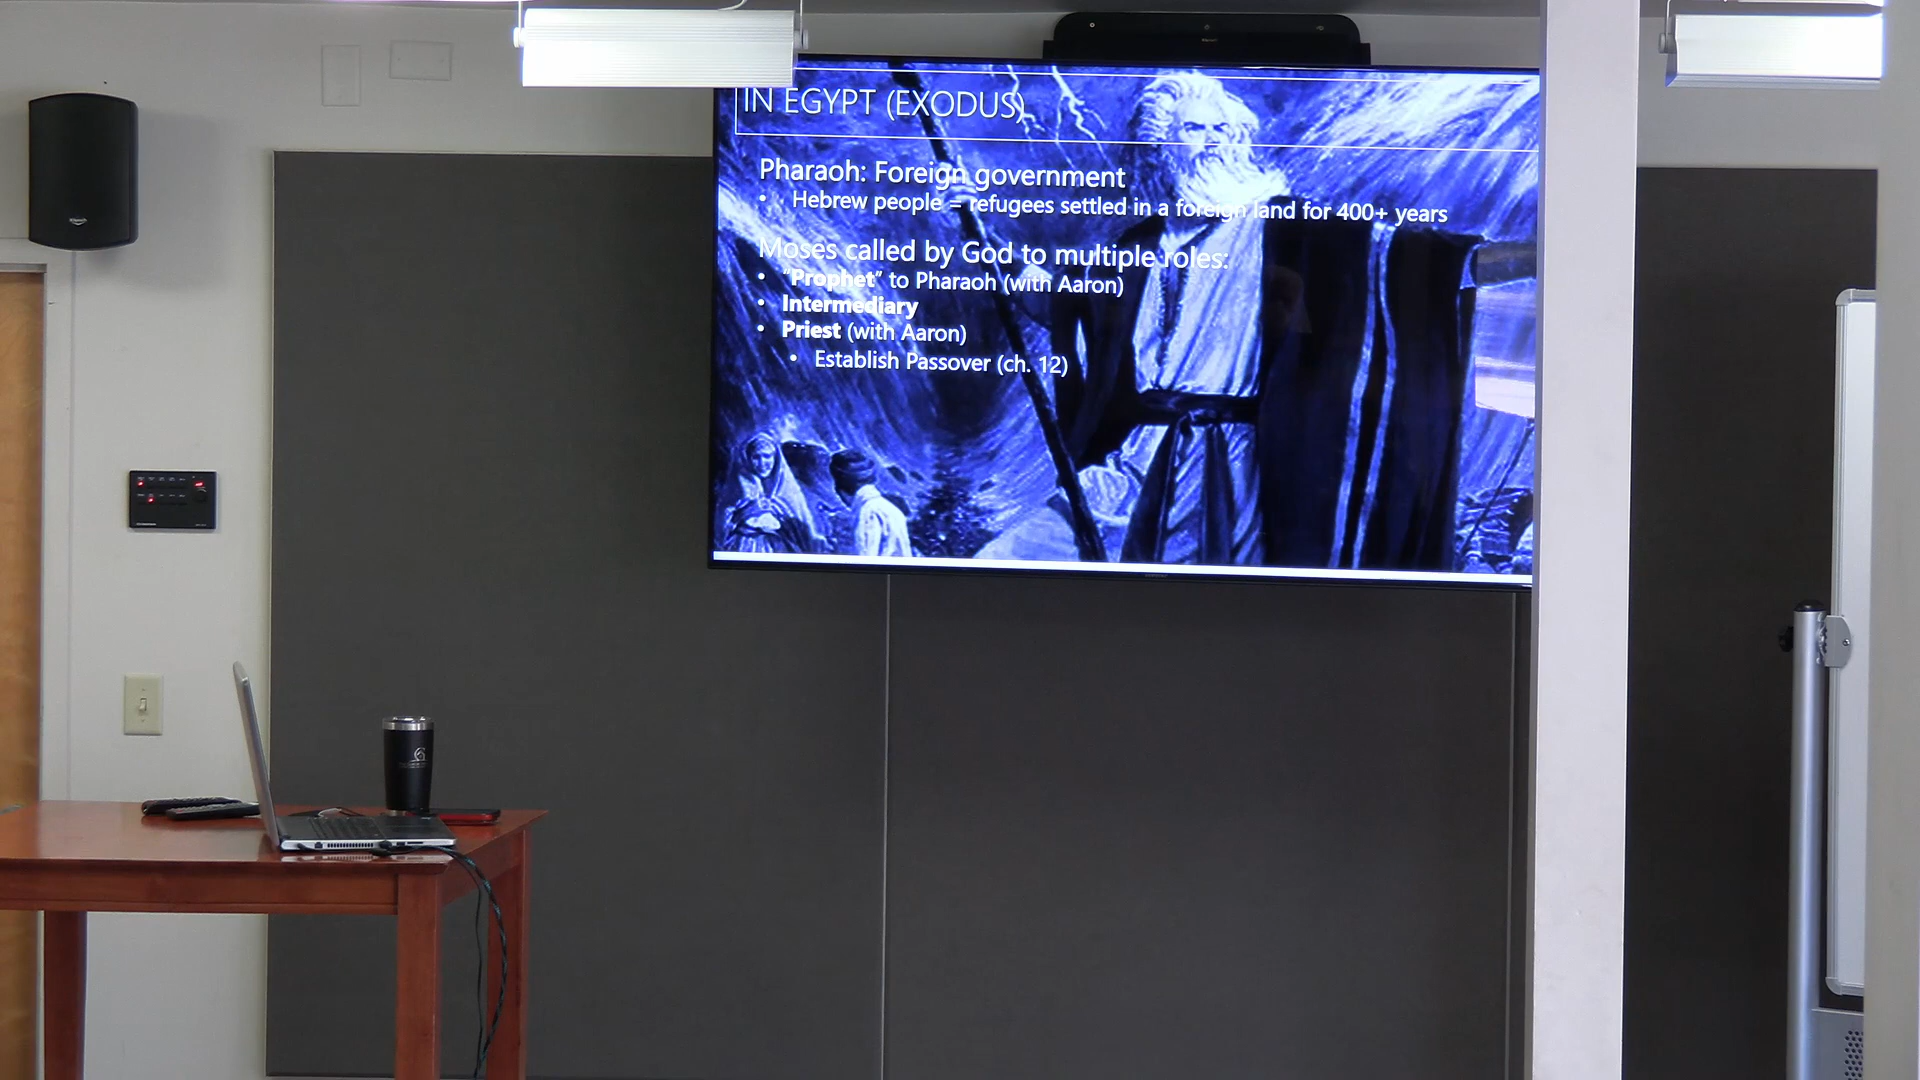 IN EGYPT (EXODUS)
Pharaoh: Foreign government
• Hebrew people = refugees settled in a foreign land for 400+ years
Moses called by God to multiple roles:
• "Prophet" to Pharaoh (with Aaron)
• Intermediary
• Priest (with Aaron)
• Establish Passover (ch. 12)